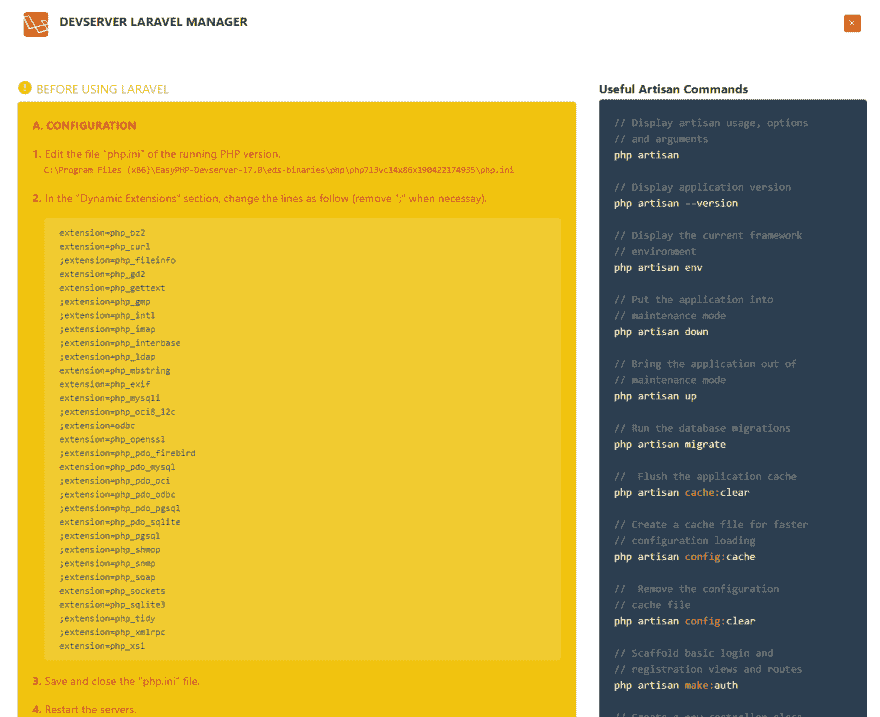 DEVSERVER LARAVEL MANAGER
BEFORE USING LARAVEL
A. CONFIGURATION
1. Edit the file "php.ini" of the running PHP version.
C:\Program Files (x86)\EasyPHP-Devserver-17.0\eds-binaries\php\php713vc14x86x190422174935\php.ini
2. In the "Dynamic Extensions" section, change the lines as follow (remove ";" when necessay).
extension=php_bz2
extension=php_curl
;extension=php_fileinfo
extension=php_gd2
extension=php_gettext
;extension=php_gmp
;extension=php_intl
;extension=php_imap
;extension=php_interbase
;extension=php_ldap
extension=php_mbstring
extension=php_exif
extension=php_mysqli
;extension=php_oci8_12c
;extension=odbc
extension=php_openssl
;extension=php_pdo_firebird
extension=php_pdo_mysql
;extension=php_pdo_oci
;extension=php_pdo_odbc
;extension=php_pdo_pgsql
extension=php_pdo_sqlite
;extension=php_pgsql
;extension=php_shmop
;extension=php_snmp
;extension=php_soap
extension=php_sockets
extension=php_sqlite3
;extension=php_tidy
;extension=php_xmlrpc
extension=php_xsl
3. Save and close the "php.ini" file.
4. Restart the servers.
Useful Artisan Commands
// Display artisan usage, options
// and arguments
php artisan
// Display application version
php artisan --version
// Display the current framework
// environment
php artisan env
// Put the application into
// maintenance mode
php artisan down
// Bring the application out of
// maintenance mode
php artisan up
// Run the database migrations
php artisan migrate
// Flush the application cache
php artisan cache:clear
// Create a cache file for faster
// configuration loading
php artisan config:cache
// Remove the configuration
// cache file
php artisan config:clear
// Scaffold basic login and
// registration views and routes
php artisan make:auth
// Create a new controller class